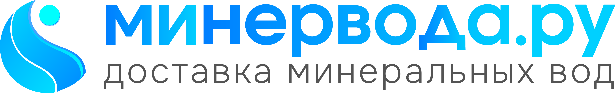 минервода.ру
доставка минеральных вод